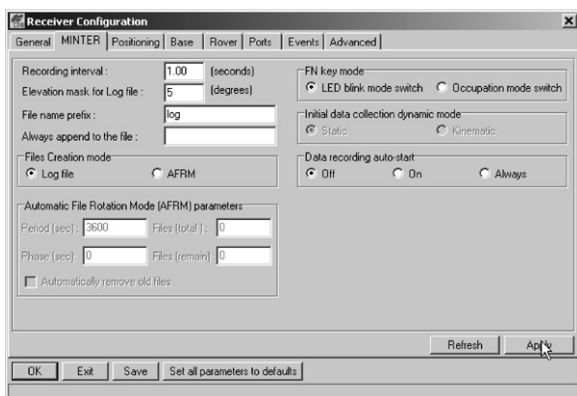 Receiver Configuration
General MINTER Positioning Base Rover Ports Events Advanced
Recording interval : 1.00 (seconds)
Elevation mask for Log file : 5 (degrees)
File name prefix : log
Always append to the file :
Files Creation mode
Log file AFRM
Automatic File Rotation Mode (AFRM) parameters
Period (sec) : 3600 Files (total ) : 0
Phase (sec): 0 Files (remain) : 0
Automatically remove old files
FN key mode
LED blink mode switch Occupation mode switch
Initial data collection dynamic mode
Static Kinematic
Data recording auto-start
Off On Always
Refresh Apply
OK Exit Save Set all parameters to defaults